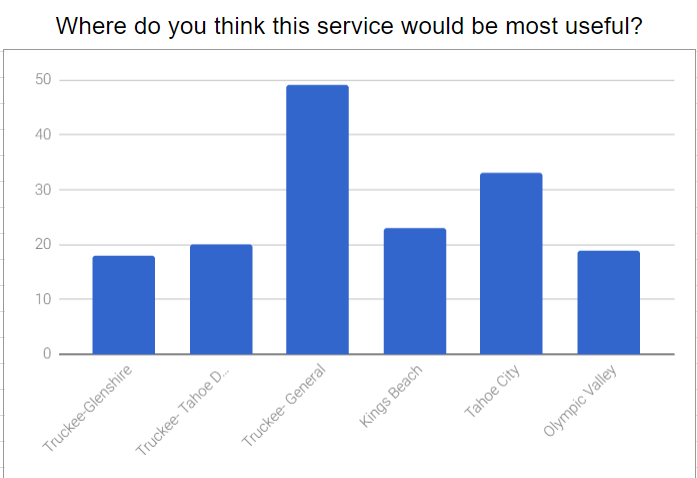 Where do you think this service would be most useful?
50
40
30
20
10
0
Truckee-Glenshire
Truckee- Tahoe D...
Truckee- General
Kings Beach
Tahoe City
Olympic Valley